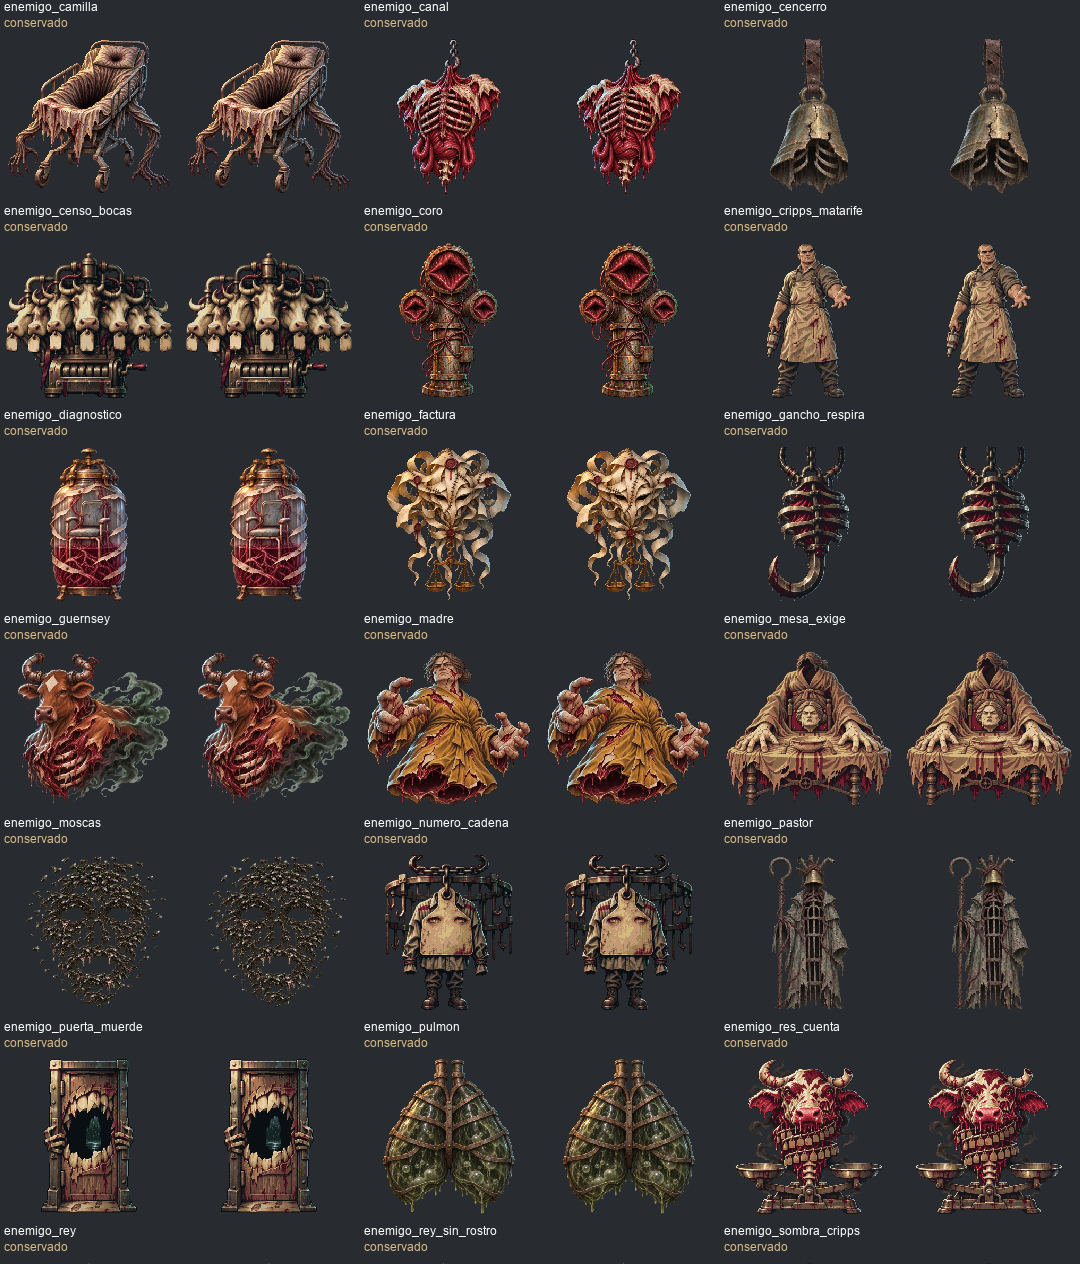 enemigo_camilla
conservado
enemigo_canal
conservado
enemigo_cencerro
conservado
enemigo_censo_bocas
conservado
enemigo_coro
conservado
enemigo_cripps_matarife
conservado
enemigo_diagnostico
conservado
enemigo_factura
conservado
enemigo_gancho_respira
conservado
enemigo_guernsey
conservado
enemigo_madre
conservado
enemigo_mesa_exige
conservado
enemigo_moscas
conservado
enemigo_numero_cadena
conservado
enemigo_pastor
conservado
enemigo_puerta_muerde
conservado
enemigo_pulmon
conservado
enemigo_res_cuenta
conservado
enemigo_rey
conservado
enemigo_rey_sin_rostro
conservado
enemigo_sombra_cripps
conservado